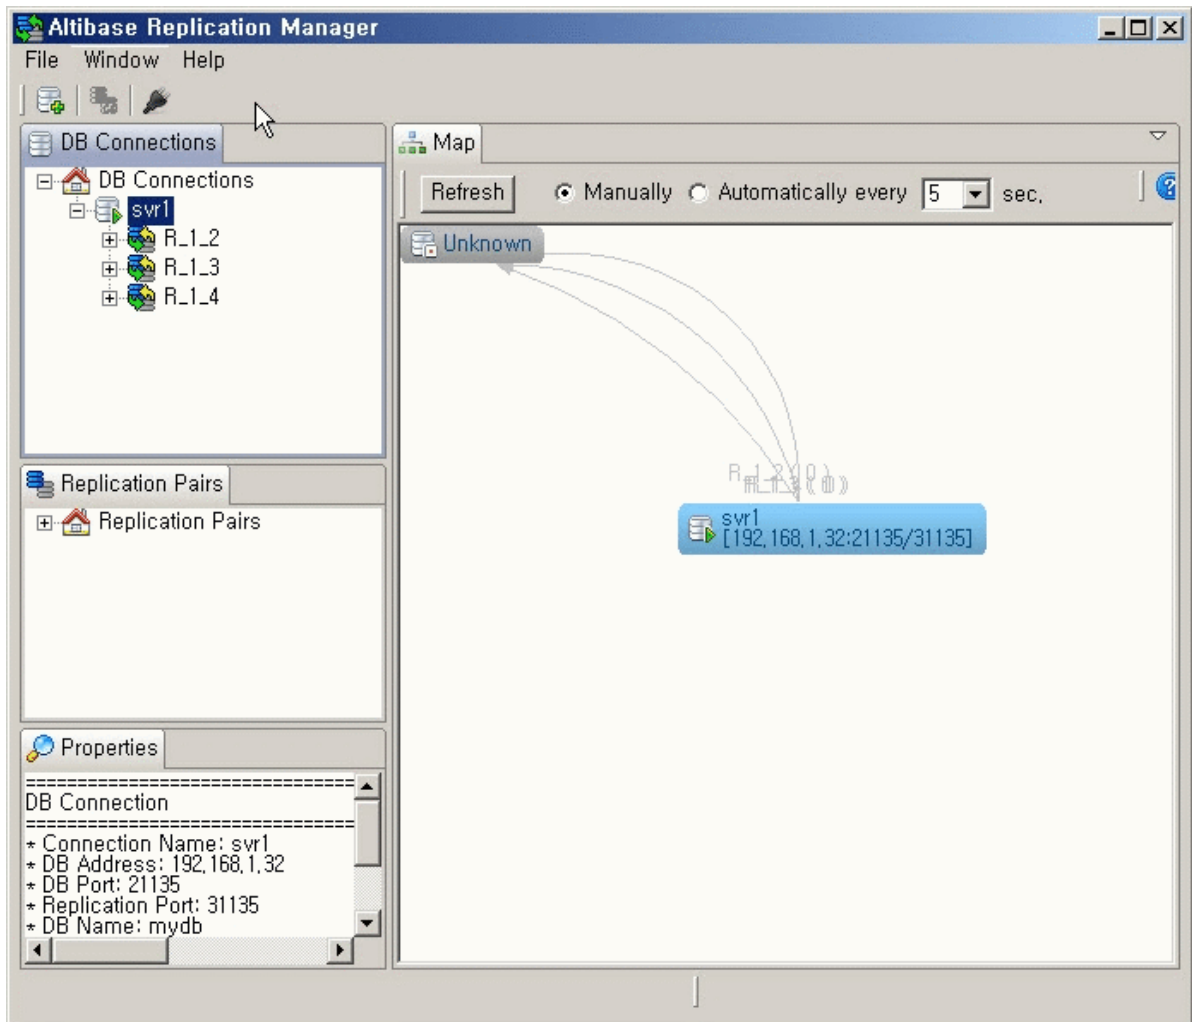 Altibase Replication Manager
File Window Help
DB Connections
DB Connections
svr1
R_1_2
R_1_3
R_1_4
Replication Pairs
Replication Pairs
Properties
===============================
DB Connection
===============================
* Connection Name: svr1
* DB Address: 192,168,1,32
* DB Port: 21135
* Replication Port: 31135
* DB Name: mydb
Map
Refresh Manually Automatically every 5 sec,
Unknown
svr1
[192,168,1,32:21135/31135]